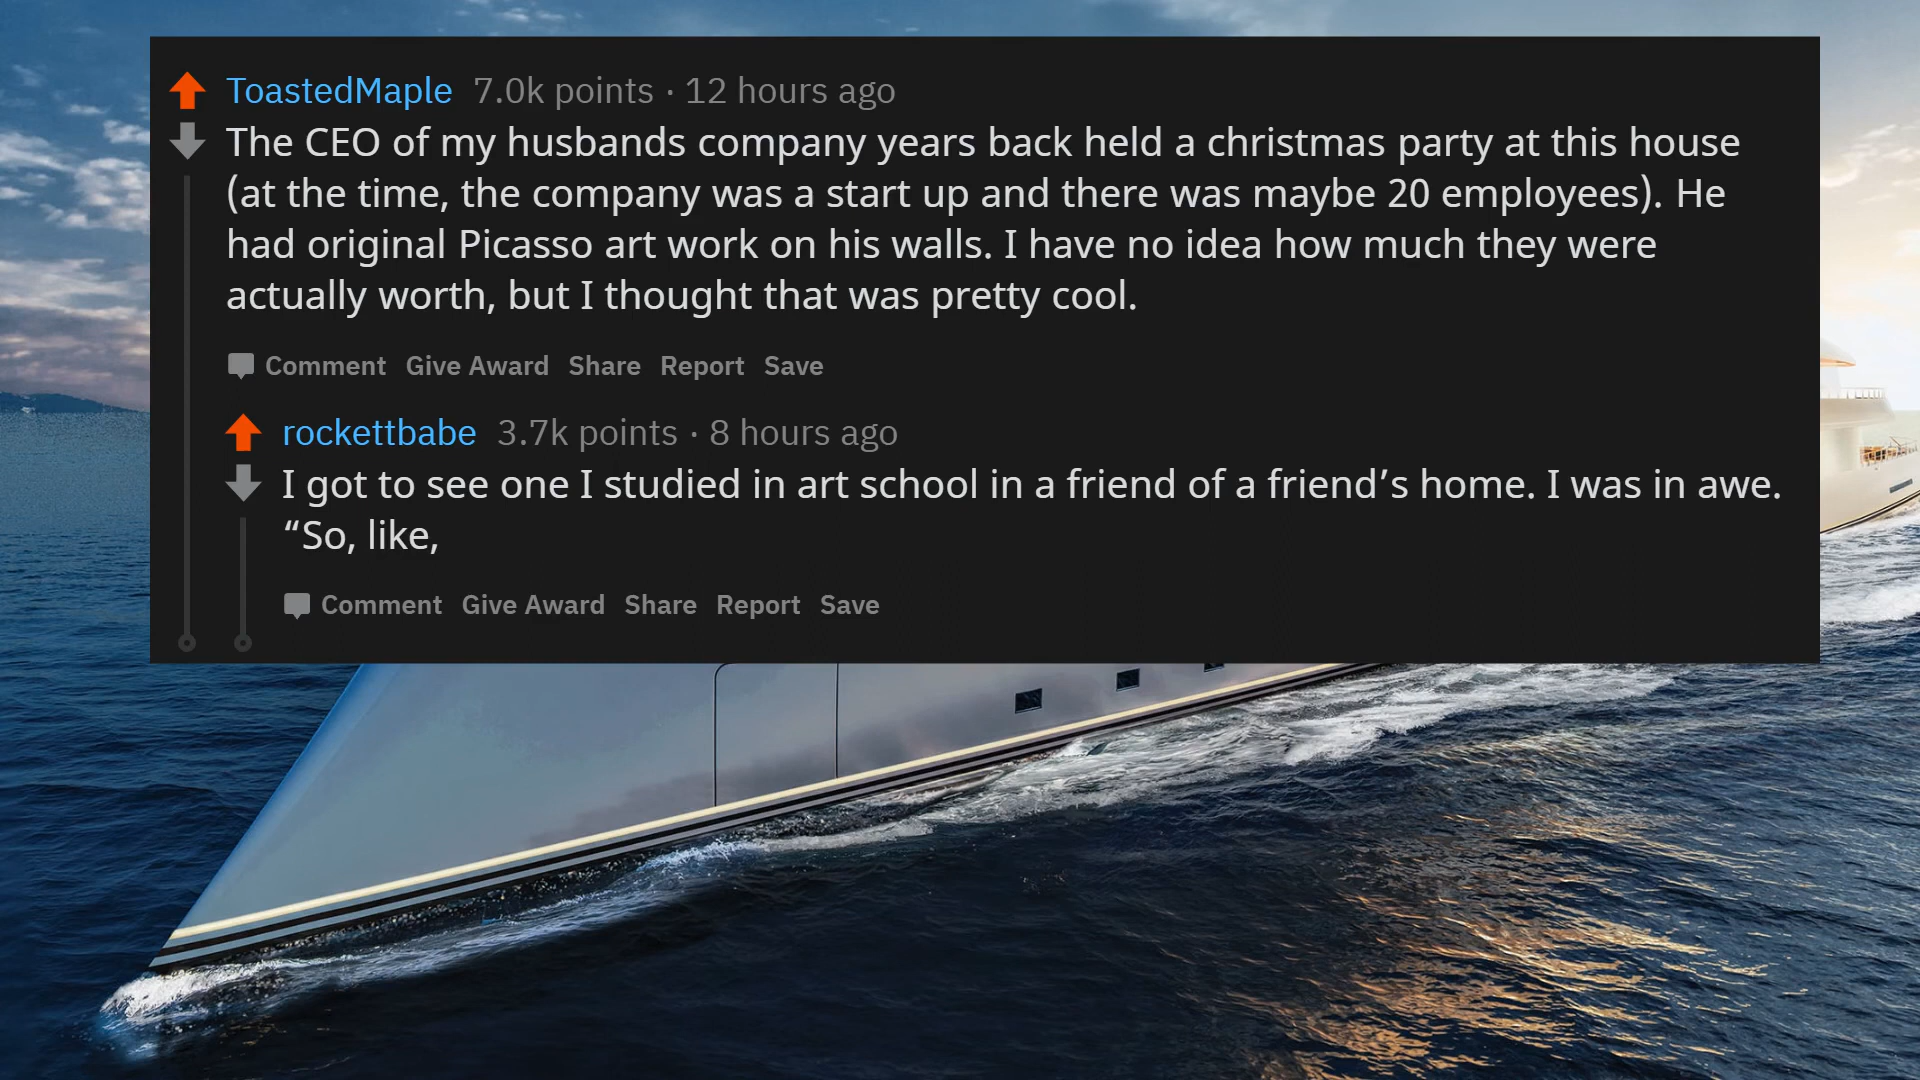 ToastedMaple 7.0k points · 12 hours ago
The CEO of my husbands company years back held a christmas party at this house
(at the time, the company was a start up and there was maybe 20 employees). He
had original Picasso art work on his walls. I have no idea how much they were
actually worth, but I thought that was pretty cool.
Comment Give Award Share Report Save
rockettbabe 3.7k points · 8 hours ago
I got to see one I studied in art school in a friend of a friend’s home. I was in awe.
“So, like,
Comment Give Award Share Report Save